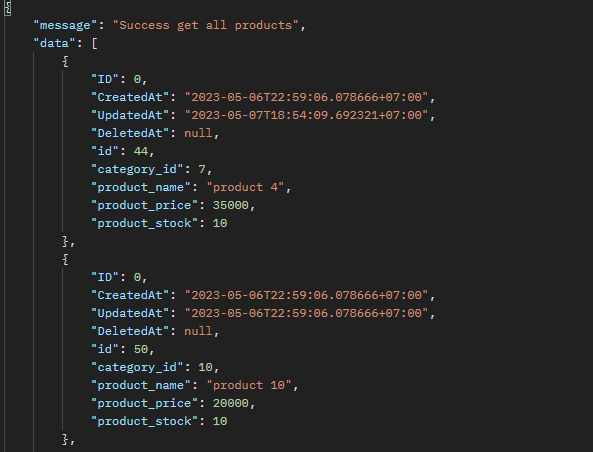 {
"message": "Success get all products",
"data": [
{
"ID": 0,
"CreatedAt": "2023-05-06T22:59:06.078666+07:00",
"UpdatedAt": "2023-05-07T18:54:09.692321+07:00",
"DeletedAt": null,
"id": 44,
"category_id": 7,
"product_name": "product 4",
"product_price": 35000,
"product_stock": 10
},
{
"ID": 0,
"CreatedAt": "2023-05-06T22:59:06.078666+07:00",
"UpdatedAt": "2023-05-06T22:59:06.078666+07:00",
"DeletedAt": null,
"id": 50,
"category_id": 10,
"product_name": "product 10",
"product_price": 20000,
"product_stock": 10
},